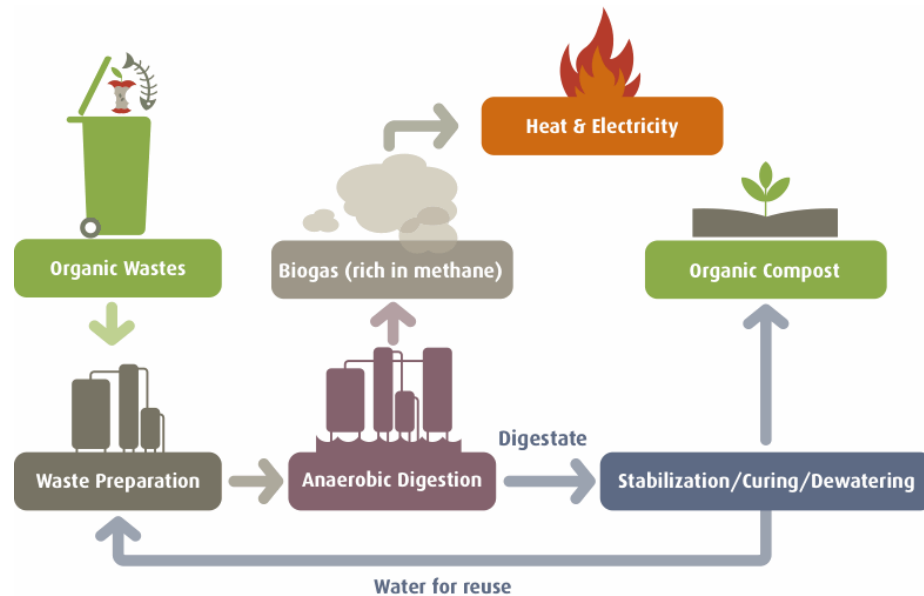 Heat & Electricity
Organic Wastes
Biogas (rich in methane)
Organic Compost
Digestate
Waste Preparation
Anaerobic Digestion
Stabilization/Curing/Dewatering
Water for reuse